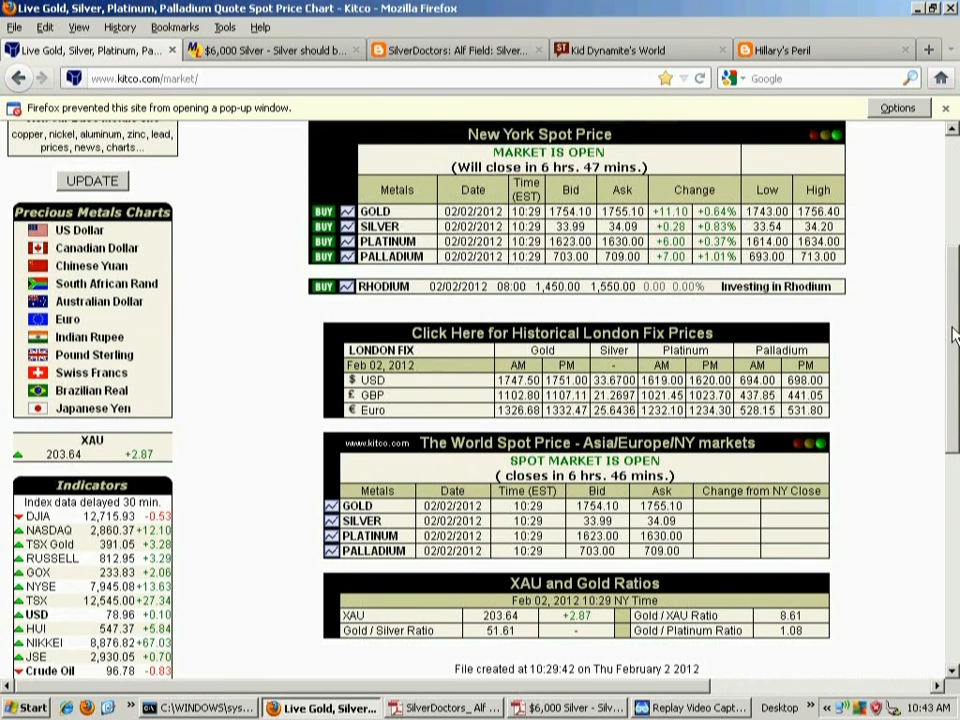 Live Gold, Silver, Platinum, Palladium Quote Spot Price Chart - Kitco - Mozilla Firefox
File Edit View History Bookmarks Tools Help
Live Gold, Silver, Platinum, Pa... × $6,000 Silver - Silver should b... × SilverDoctors: Alf Field: Silver... × Kid Dynamite's World × Hillary's Peril × +
www.kitco.com/market/ Google
Firefox prevented this site from opening a pop-up window. Options ×
copper, nickel, aluminum, zinc, lead,
prices, news, charts...
UPDATE
Precious Metals Charts
US Dollar
Canadian Dollar
Chinese Yuan
South African Rand
Australian Dollar
Euro
Indian Rupee
Pound Sterling
Swiss Francs
Brazilian Real
Japanese Yen
XAU
203.64 +2.87
Indicators
Index data delayed 30 min.
DJIA 12,715.93 -0.53
NASDAQ 2,860.37 +12.10
TSX Gold 391.05 +3.28
RUSSELL 812.95 +3.29
GOX 233.83 +2.06
NYSE 7,945.08 +13.63
TSX 12,545.00 +27.34
USD 78.96 +0.10
HUI 547.37 +5.84
NIKKEI 8,876.82 +67.03
JSE 2,930.05 +0.70
Crude Oil 96.78 -0.83
New York Spot Price
MARKET IS OPEN
(Will close in 6 hrs. 47 mins.)
Metals Date Time (EST) Bid Ask Change Low High
BUY GOLD 02/02/2012 10:29 1754.10 1755.10 +11.10 +0.64% 1743.00 1756.40
BUY SILVER 02/02/2012 10:29 33.99 34.09 +0.28 +0.83% 33.54 34.20
BUY PLATINUM 02/02/2012 10:29 1623.00 1630.00 +6.00 +0.37% 1614.00 1634.00
BUY PALLADIUM 02/02/2012 10:29 703.00 709.00 +7.00 +1.01% 693.00 713.00
BUY RHODIUM 02/02/2012 08:00 1,450.00 1,550.00 0.00 0.00% Investing in Rhodium
Click Here for Historical London Fix Prices
LONDON FIX Gold Silver Platinum Palladium
Feb 02, 2012 AM PM - AM PM AM PM
$ USD 1747.50 1751.00 33.6700 1619.00 1620.00 694.00 698.00
£ GBP 1102.80 1107.11 21.2697 1021.45 1023.70 437.85 441.05
€ Euro 1326.68 1332.47 25.6436 1232.10 1234.30 528.15 531.80
www.kitco.com The World Spot Price - Asia/Europe/NY markets
SPOT MARKET IS OPEN
( closes in 6 hrs. 46 mins.)
Metals Date Time (EST) Bid Ask Change from NY Close
GOLD 02/02/2012 10:29 1754.10 1755.10
SILVER 02/02/2012 10:29 33.99 34.09
PLATINUM 02/02/2012 10:29 1623.00 1630.00
PALLADIUM 02/02/2012 10:29 703.00 709.00
XAU and Gold Ratios
Feb 02, 2012 10:29 NY Time
XAU 203.64 +2.87 Gold / XAU Ratio 8.61
Gold / Silver Ratio 51.61 - Gold / Platinum Ratio 1.08
File created at 10:29:42 on Thu February 2 2012
Start C:\WINDOWS\sys... Live Gold, Silver... SilverDoctors_ Alf ... $6,000 Silver - Silv... Replay Video Capt... Desktop 10:43 AM